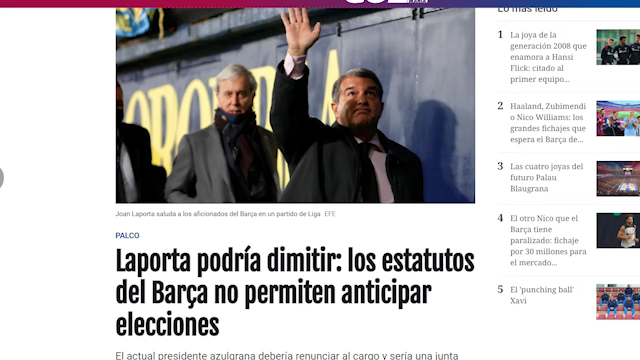 Lo más leído
Joan Laporta saluda a los aficionados del Barça en un partido de Liga EFE
PALCO
Laporta podría dimitir: los estatutos
del Barça no permiten anticipar
elecciones
El actual presidente azulgrana debería renunciar al cargo y sería una junta
1 La joya de la
generación 2008 que
enamora a Hansi
Flick: citado al
primer equipo...
2 Haaland, Zubimendi
o Nico Williams: los
grandes fichajes que
espera el Barça de...
3 Las cuatro joyas del
futuro Palau
Blaugrana
4 El otro Nico que el
Barça tiene
paralizado: fichaje
por 30 millones para
el mercado...
5 El 'punching ball'
Xavi